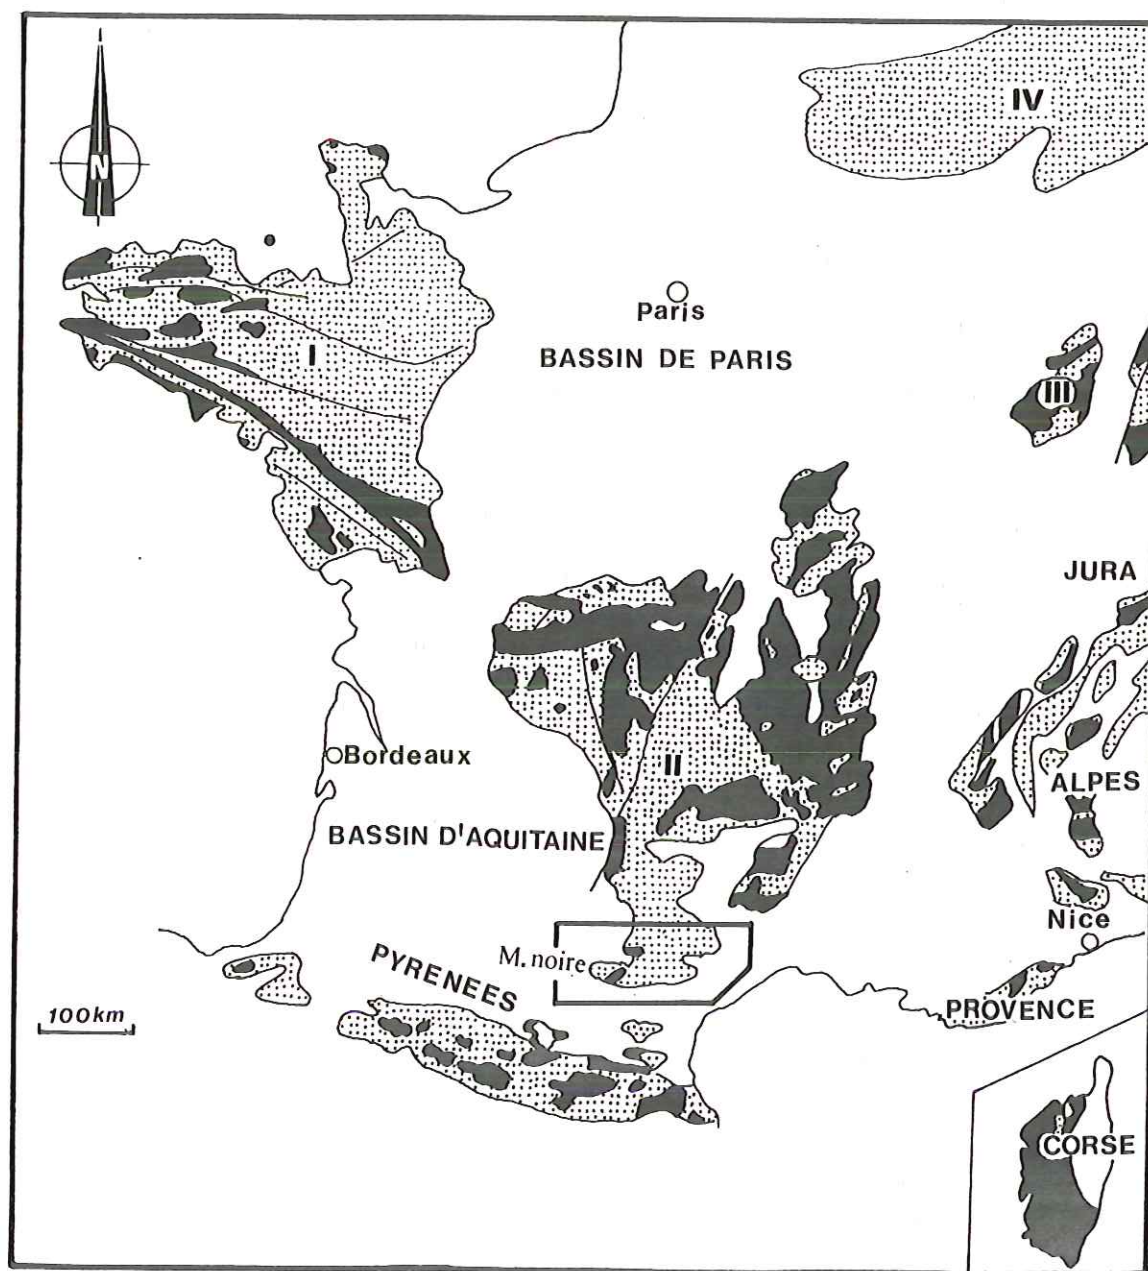 IV
N
Paris
BASSIN DE PARIS
I
III
JURA
II
Bordeaux
ALPES
BASSIN D'AQUITAINE
Nice
M. noire
PYRENEES
PROVENCE
100km
CORSE